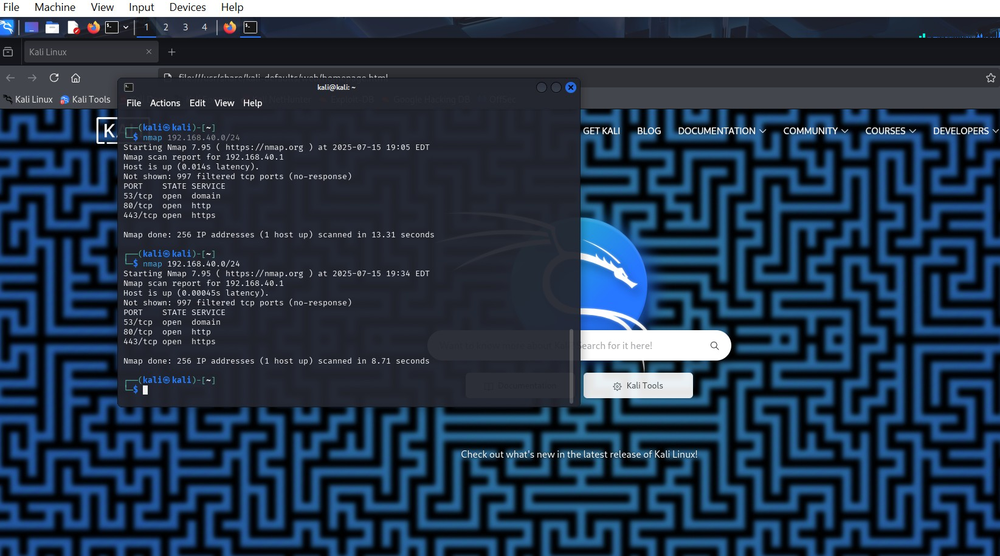 File Machine View Input Devices Help
1 2 3 4
Kali Linux
file:///usr/share/kali-defaults/web/homepage.html
kali@kali: ~
Kali Linux Kali Tools
File Actions Edit View Help
K
GET KALI BLOG DOCUMENTATION COMMUNITY COURSES DEVELOPERS
┌──(kali㉿kali)-[~]
└─$ nmap 192.168.40.0/24
Starting Nmap 7.95 ( https://nmap.org ) at 2025-07-15 19:05 EDT
Nmap scan report for 192.168.40.1
Host is up (0.014s latency).
Not shown: 997 filtered tcp ports (no-response)
PORT    STATE SERVICE
53/tcp  open  domain
80/tcp  open  http
443/tcp open  https
Nmap done: 256 IP addresses (1 host up) scanned in 13.31 seconds
┌──(kali㉿kali)-[~]
└─$ nmap 192.168.40.0/24
Starting Nmap 7.95 ( https://nmap.org ) at 2025-07-15 19:34 EDT
Nmap scan report for 192.168.40.1
Host is up (0.00045s latency).
Not shown: 997 filtered tcp ports (no-response)
PORT    STATE SERVICE
53/tcp  open  domain
80/tcp  open  http
443/tcp open  https
Nmap done: 256 IP addresses (1 host up) scanned in 8.71 seconds
┌──(kali㉿kali)-[~]
└─$
Search for it here!
Documentation
Kali Tools
Check out what's new in the latest release of Kali Linux!